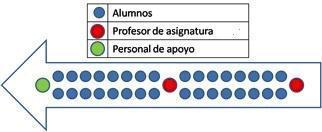 Alumnos
Profesor de asignatura
Personal de apoyo